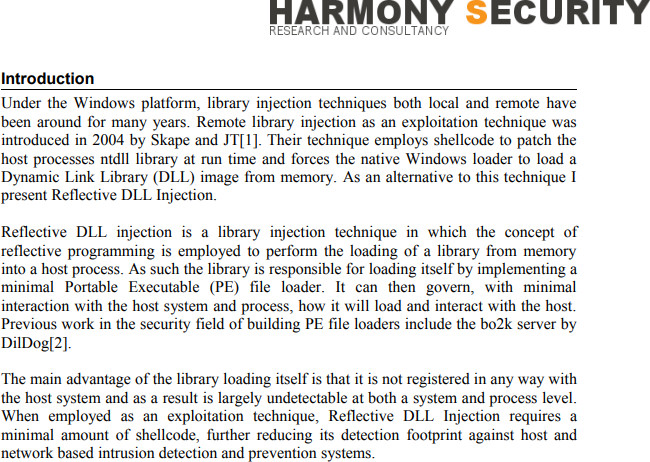 HARMONY SECURITY
RESEARCH AND CONSULTANCY
Introduction
Under the Windows platform, library injection techniques both local and remote have
been around for many years. Remote library injection as an exploitation technique was
introduced in 2004 by Skape and JT[1]. Their technique employs shellcode to patch the
host processes ntdll library at run time and forces the native Windows loader to load a
Dynamic Link Library (DLL) image from memory. As an alternative to this technique I
present Reflective DLL Injection.
Reflective DLL injection is a library injection technique in which the concept of
reflective programming is employed to perform the loading of a library from memory
into a host process. As such the library is responsible for loading itself by implementing a
minimal Portable Executable (PE) file loader. It can then govern, with minimal
interaction with the host system and process, how it will load and interact with the host.
Previous work in the security field of building PE file loaders include the bo2k server by
DilDog[2].
The main advantage of the library loading itself is that it is not registered in any way with
the host system and as a result is largely undetectable at both a system and process level.
When employed as an exploitation technique, Reflective DLL Injection requires a
minimal amount of shellcode, further reducing its detection footprint against host and
network based intrusion detection and prevention systems.